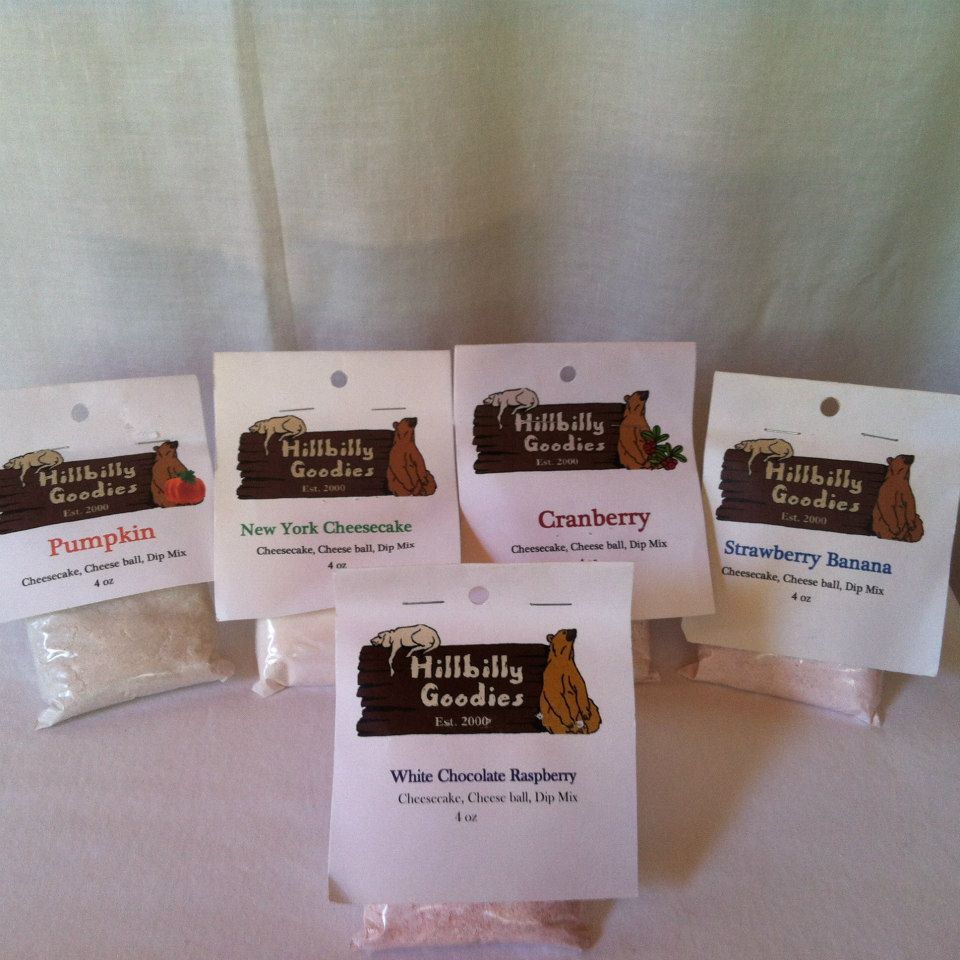 Hillbilly
Goodies
Est. 2000
Pumpkin
Cheesecake, Cheese ball, Dip Mix
4 oz
Hillbilly
Goodies
Est. 2000
New York Cheesecake
Cheesecake, Cheese ball, Dip Mix
4 oz
Hillbilly
Goodies
Est. 2000
Cranberry
Cheesecake, Cheese ball, Dip Mix
Hillbilly
Goodies
Est. 2000
Strawberry Banana
Cheesecake, Cheese ball, Dip Mix
4 oz
Hillbilly
Goodies
Est. 2000
White Chocolate Raspberry
Cheesecake, Cheese ball, Dip Mix
4 oz